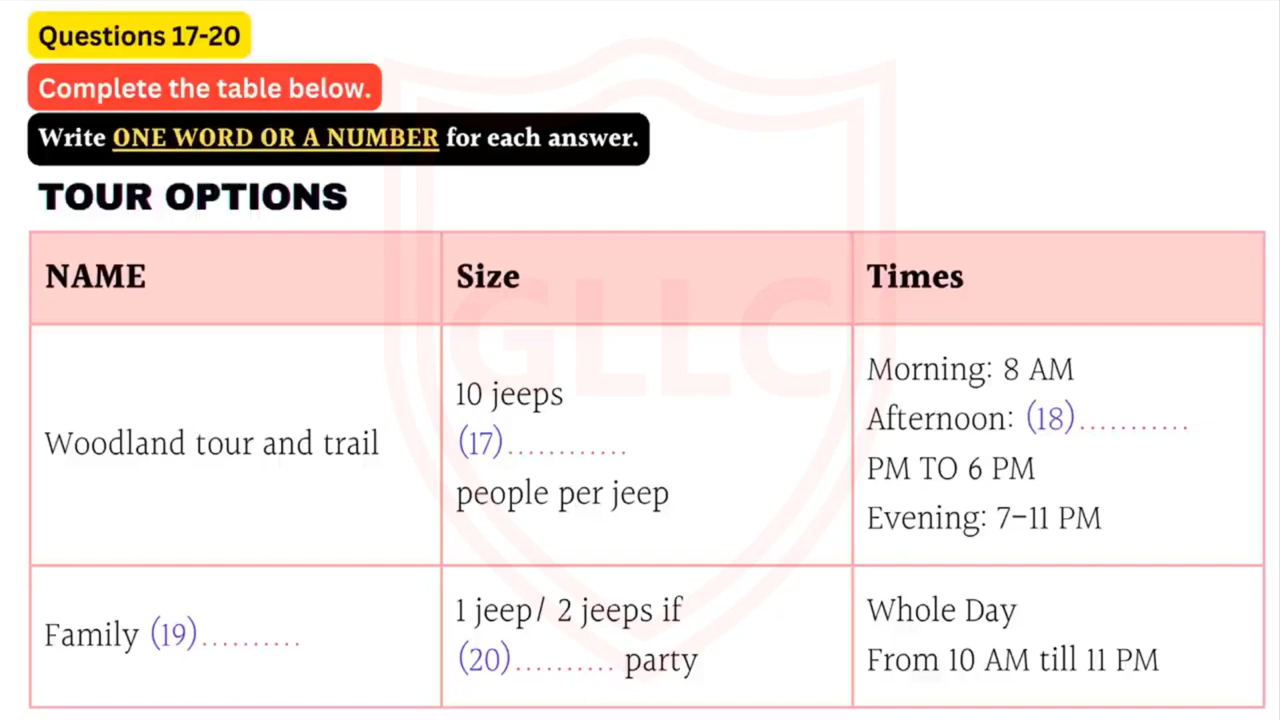 Questions 17-20
Complete the table below.
Write ONE WORD OR A NUMBER for each answer.
TOUR OPTIONS
NAME
Size
Times
Woodland tour and trail
10 jeeps
(17)............
people per jeep
Morning: 8 AM
Afternoon: (18)...........
PM TO 6 PM
Evening: 7–11 PM
Family (19)..........
1 jeep/ 2 jeeps if
(20).......... party
Whole Day
From 10 AM till 11 PM
GLLC